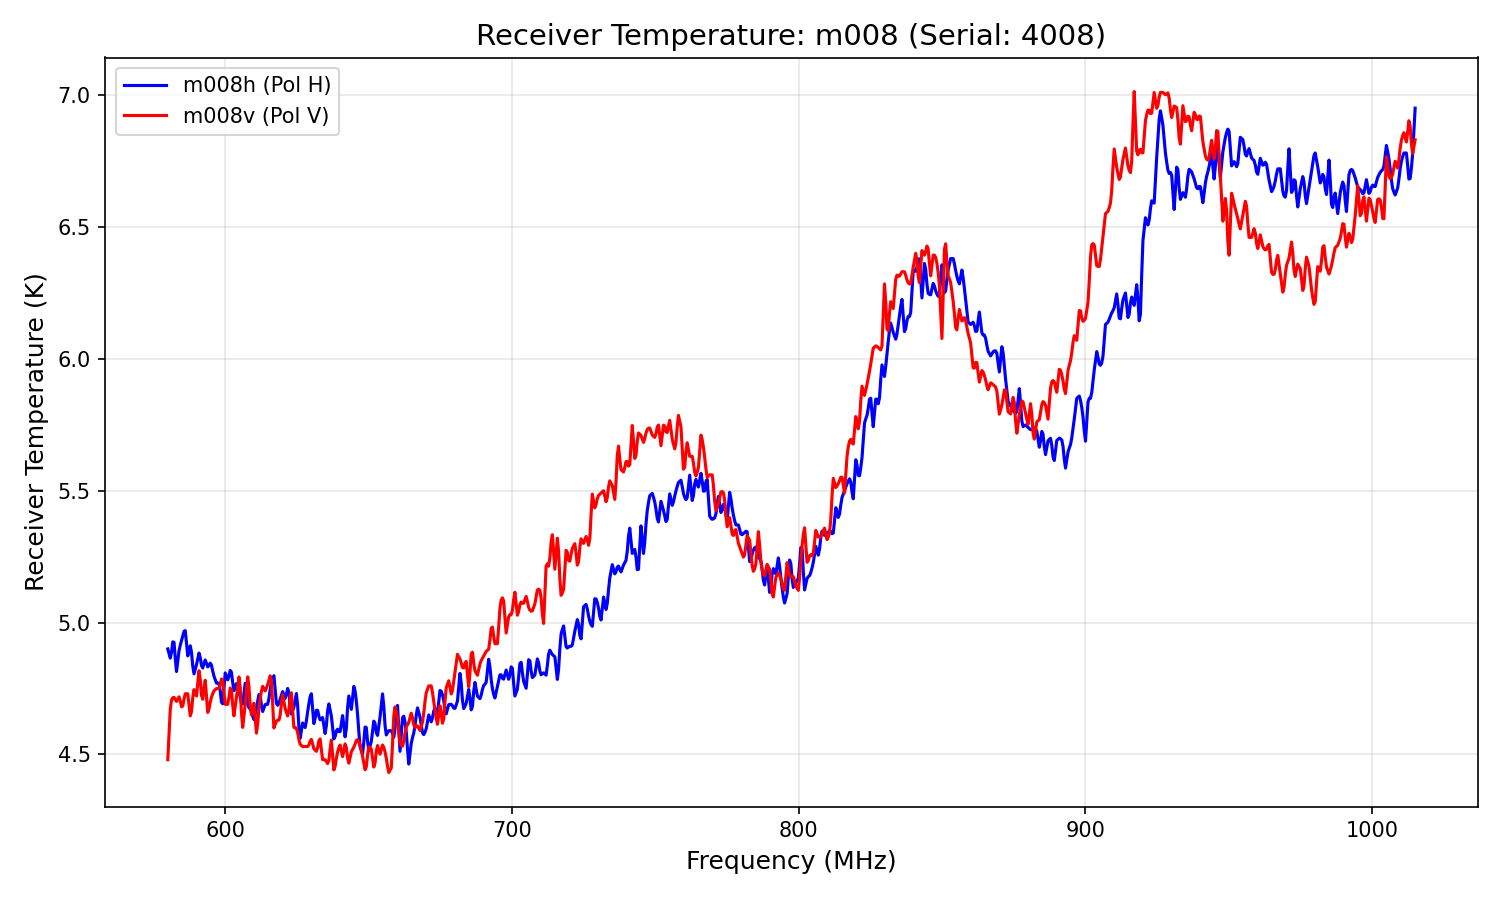 Receiver Temperature: m008 (Serial: 4008)
m008h (Pol H)
m008v (Pol V)
Receiver Temperature (K)
7.0
6.5
6.0
5.5
5.0
4.5
600
700
800
900
1000
Frequency (MHz)